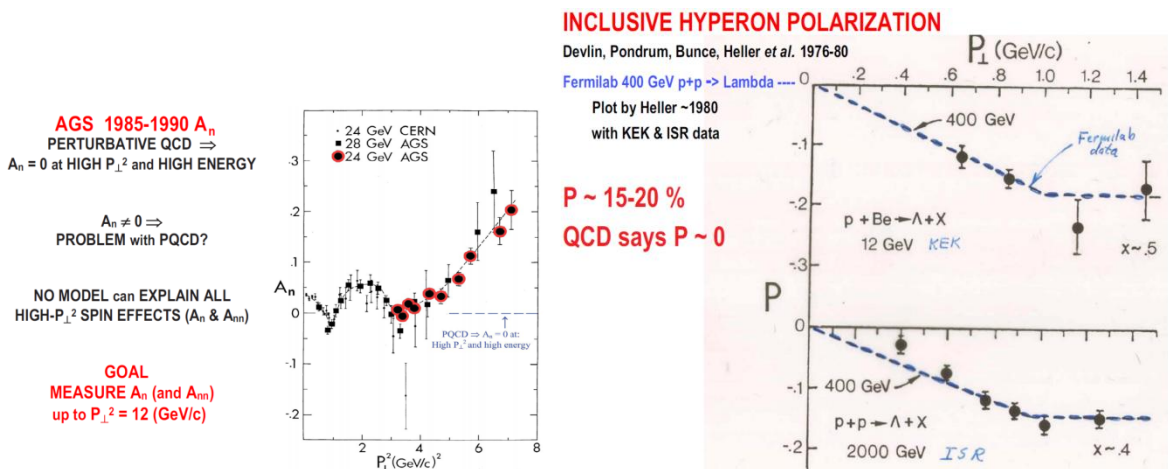 AGS 1985-1990 An
PERTURBATIVE QCD ⇒
An = 0 at HIGH P⊥² and HIGH ENERGY
An ≠ 0 ⇒
PROBLEM with PQCD?
NO MODEL can EXPLAIN ALL
HIGH-P⊥² SPIN EFFECTS (An & Ann)
GOAL
MEASURE An (and Ann)
up to P⊥² = 12 (GeV/c)
24 GeV CERN
28 GeV AGS
24 GeV AGS
.3
.2
.1
An
0
-.1
-.2
PQCD ⇒ An = 0 at:
High P⊥² and high energy
2 4 6 8
P⊥²(GeV/c)²
INCLUSIVE HYPERON POLARIZATION
Devlin, Pondrum, Bunce, Heller et al. 1976-80
Fermilab 400 GeV p+p -> Lambda ----
Plot by Heller ~1980
with KEK & ISR data
P ~ 15-20 %
QCD says P ~ 0
P⊥ (GeV/c)
.2 .4 .6 .8 1.0 1.2 1.4
0
-.1
-.2
-.3
400 GeV
Fermilab
data
p + Be → Λ + X
12 GeV KEK
x ~ .5
P
0
-.1
-.2
400 GeV
p + p → Λ + X
2000 GeV ISR
x ~ .4